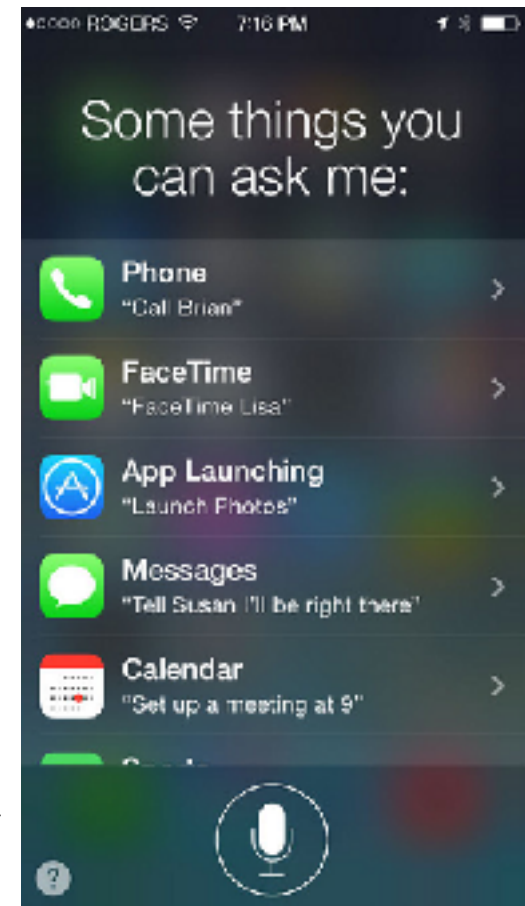 ROGERS 7:16 PM
Some things you
can ask me:
Phone
"Call Brian"
FaceTime
"FaceTime Lisa"
App Launching
"Launch Photos"
Messages
"Tell Susan I'll be right there"
Calendar
"Set up a meeting at 9"
?